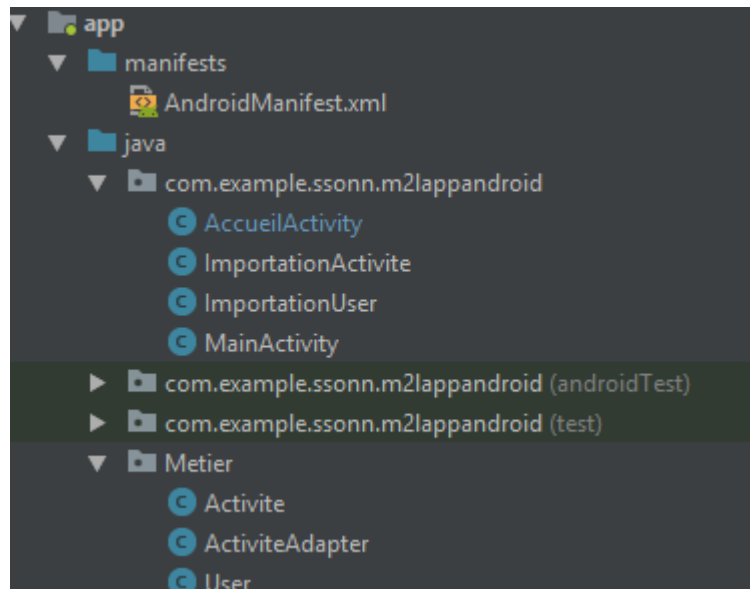 app
manifests
AndroidManifest.xml
java
com.example.ssonn.m2lappandroid
AccueilActivity
ImportationActivite
ImportationUser
MainActivity
com.example.ssonn.m2lappandroid (androidTest)
com.example.ssonn.m2lappandroid (test)
Metier
Activite
ActiviteAdapter
User